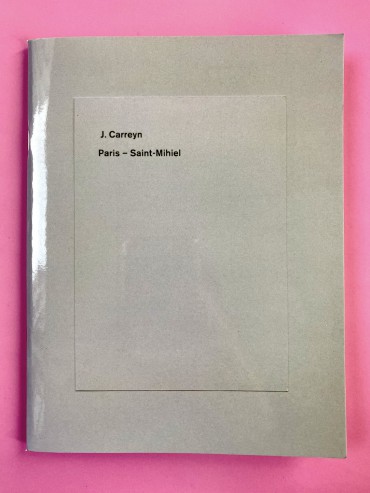 J. Carreyn
Paris – Saint-Mihiel